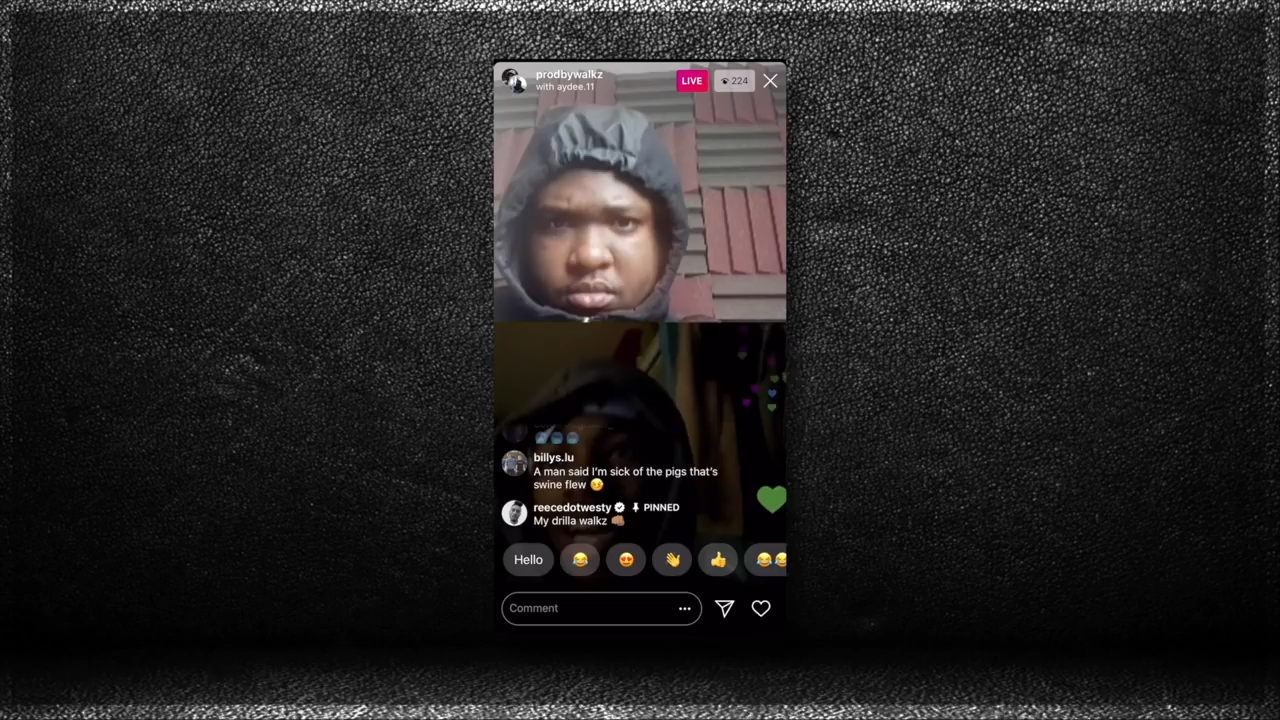 prodbywalkz
with aydee.11
LIVE
224
billys.lu
A man said I'm sick of the pigs that's
swine flew 🤒
reecedotwesty PINNED
My drilla walkz 👊🏽
Hello
😂 😍 👋 👍 😂😂
Comment